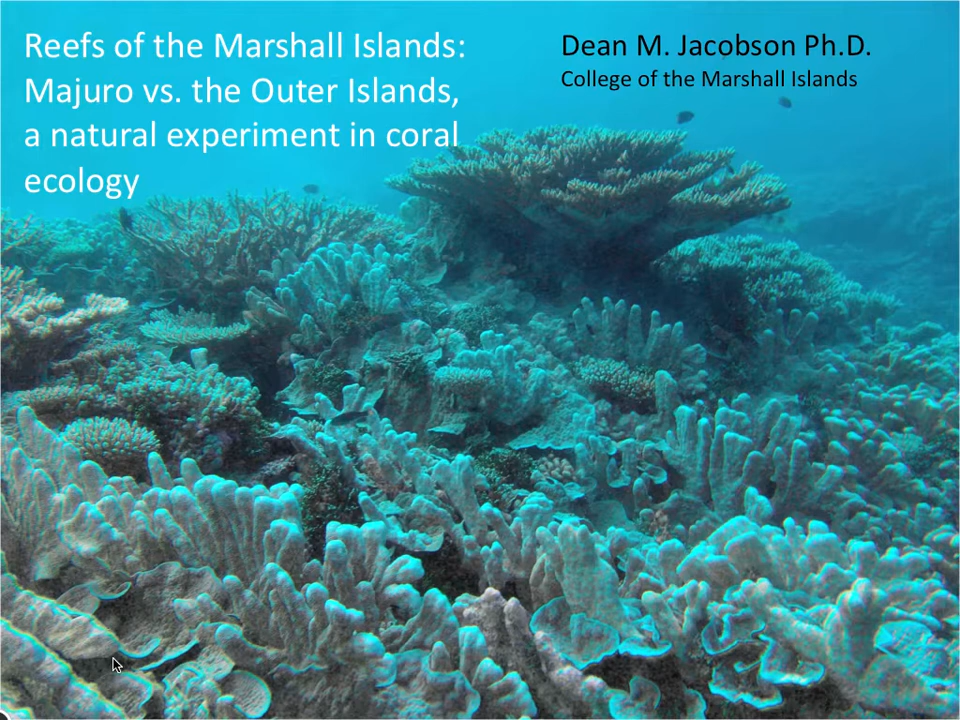 Reefs of the Marshall Islands:
Majuro vs. the Outer Islands,
a natural experiment in coral
ecology
Dean M. Jacobson Ph.D.
College of the Marshall Islands